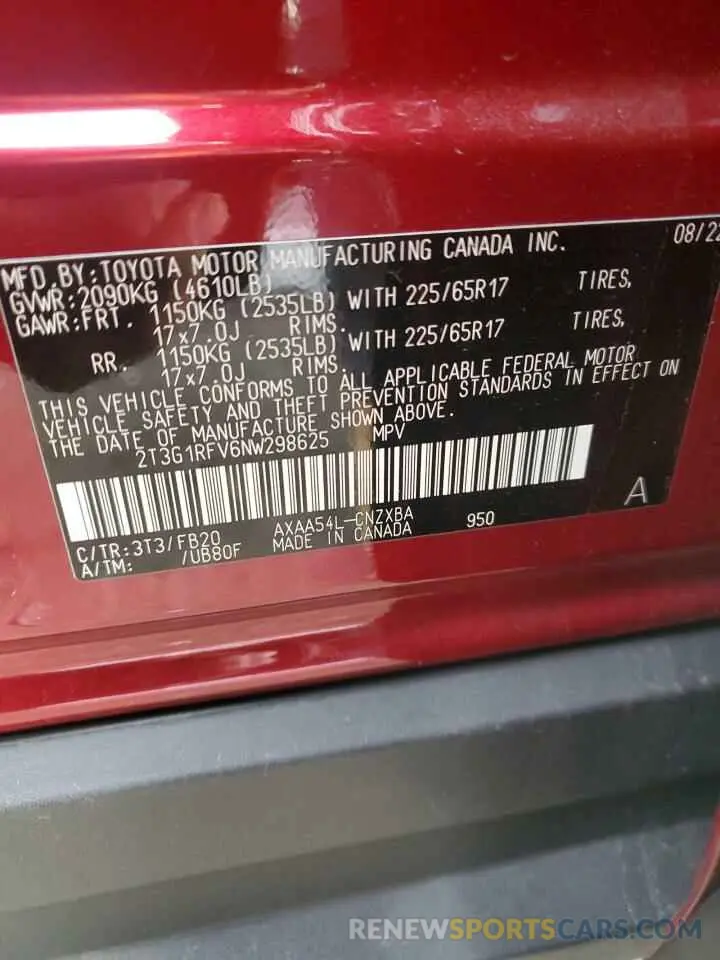 MFD.BY:TOYOTA MOTOR MANUFACTURING CANADA INC. 08/22
GVWR:2090KG (4610LB)
GAWR:FRT. 1150KG (2535LB) WITH 225/65R17 TIRES,
17x7.0J RIMS.
RR. 1150KG (2535LB) WITH 225/65R17 TIRES,
17x7.0J RIMS.
THIS VEHICLE CONFORMS TO ALL APPLICABLE FEDERAL MOTOR
VEHICLE SAFETY AND THEFT PREVENTION STANDARDS IN EFFECT ON
THE DATE OF MANUFACTURE SHOWN ABOVE.
2T3G1RFV6NW298625 MPV
A
C/TR:3T3/FB20 AXAA54L-CNZXBA 950
A/TM: /UB80F MADE IN CANADA
RENEWSPORTSCARS.COM